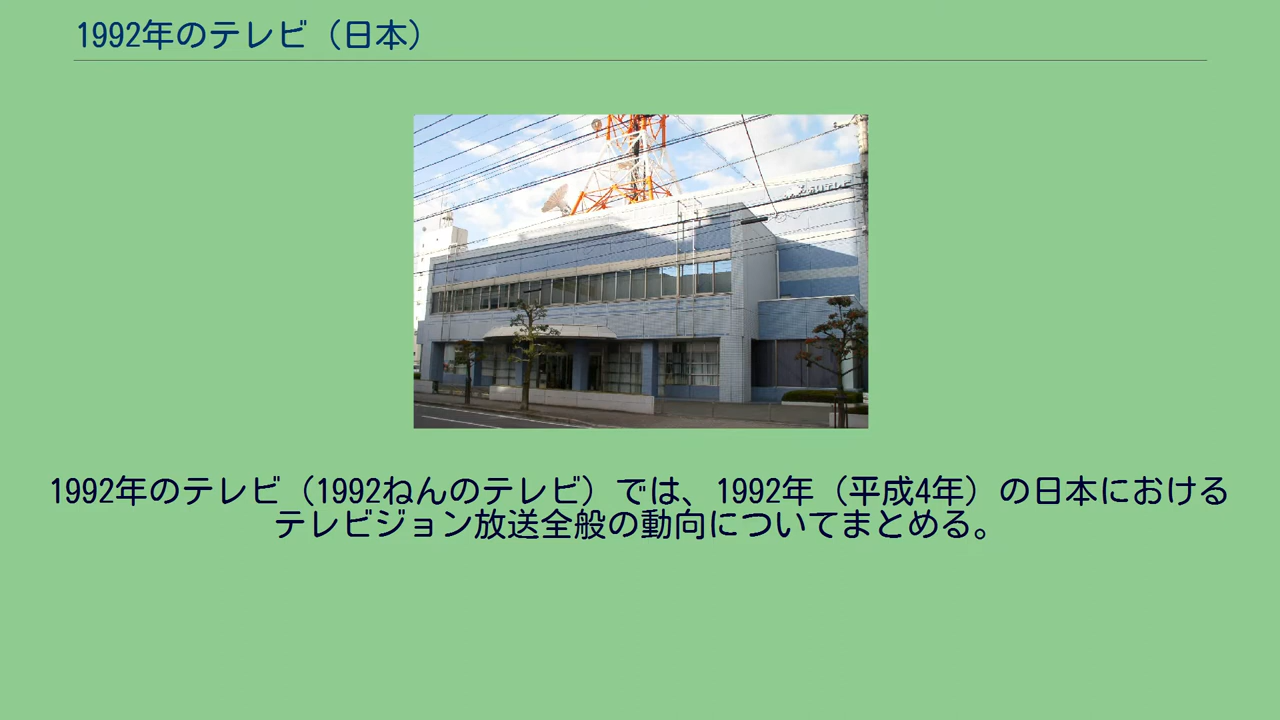 1992年のテレビ（日本）
1992年のテレビ（1992ねんのテレビ）では、1992年（平成4年）の日本における
テレビジョン放送全般の動向についてまとめる。